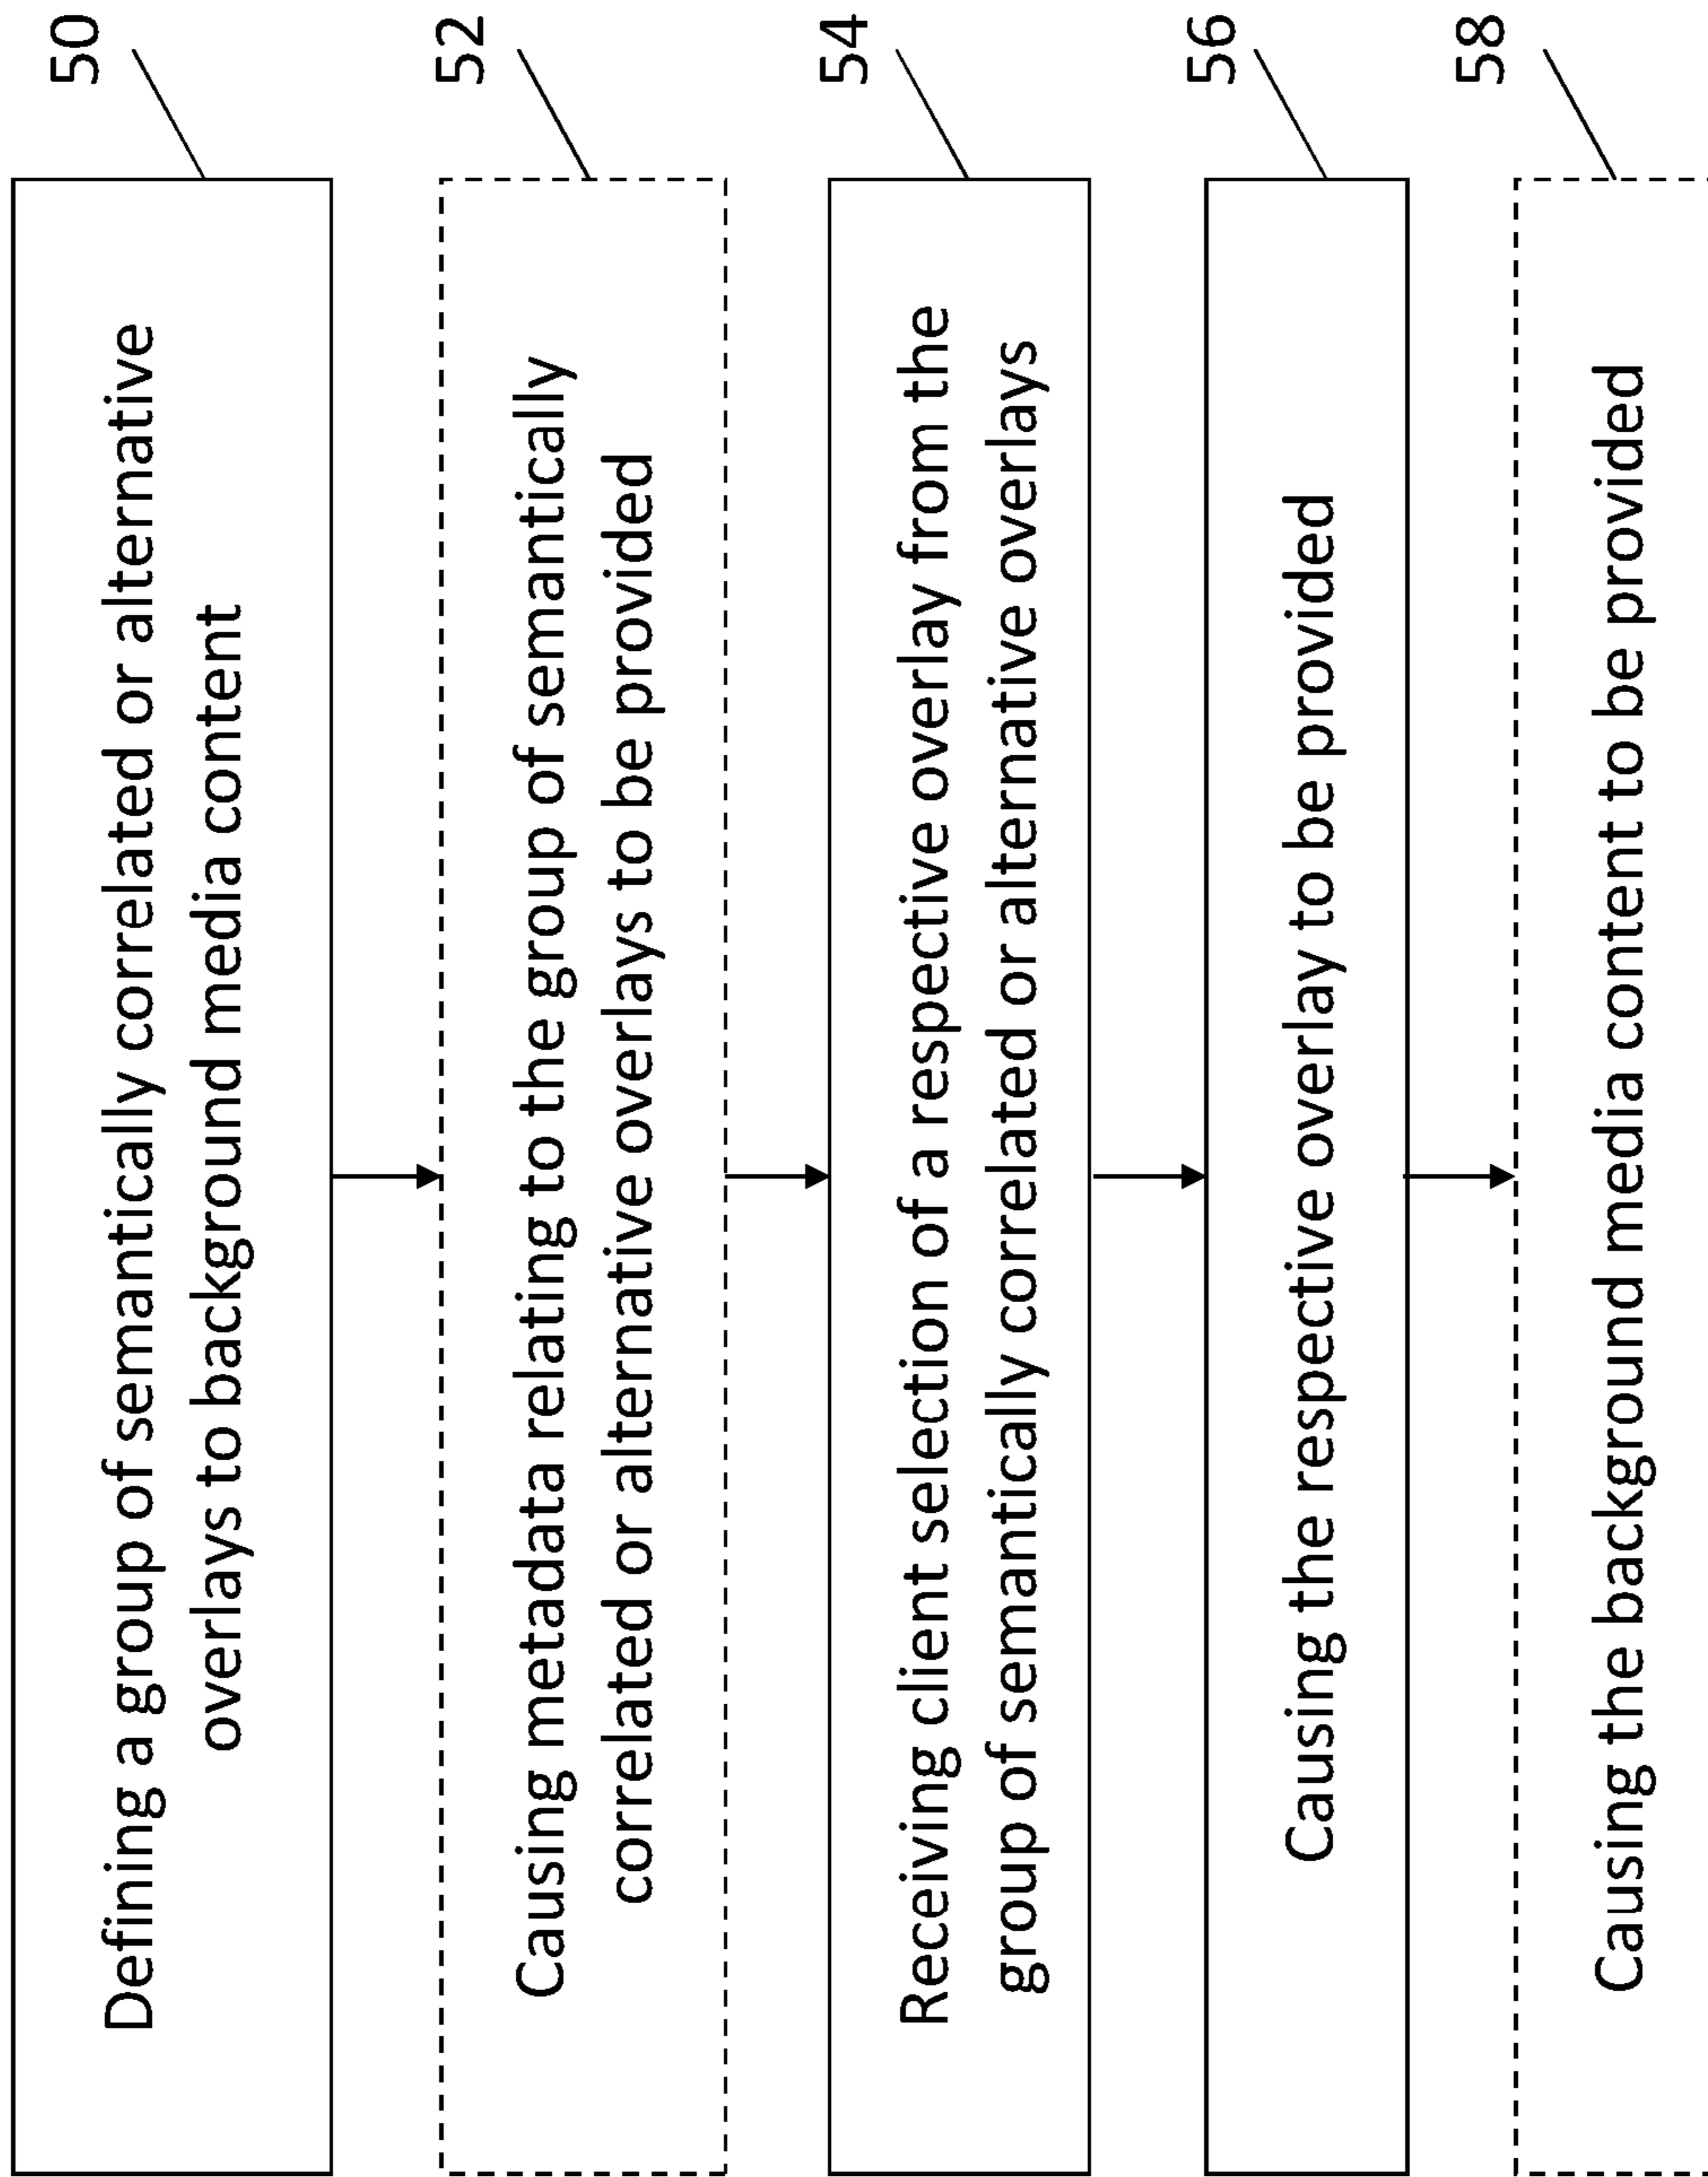 50
Defining a group of semantically correlated or alternative
overlays to background media content
52
Causing metadata relating to the group of semantically
correlated or alternative overlays to be provided
54
Receiving client selection of a respective overlay from the
group of semantically correlated or alternative overlays
56
Causing the respective overlay to be provided
58
Causing the background media content to be provided